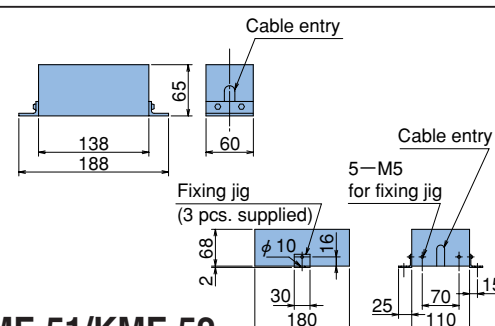 Cable entry
65
138
188
60
Cable entry
5–M5
for fixing jig
Fixing jig
(3 pcs. supplied)
68
φ 10
16
2
30
180
70
15
25
110